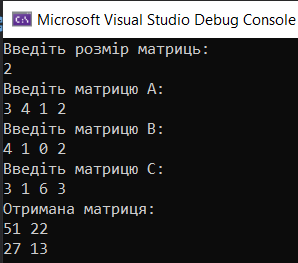 Microsoft Visual Studio Debug Console
Введіть розмір матриць:
2
Введіть матрицю A:
3 4 1 2
Введіть матрицю B:
4 1 0 2
Введіть матрицю C:
3 1 6 3
Отримана матриця:
51 22
27 13